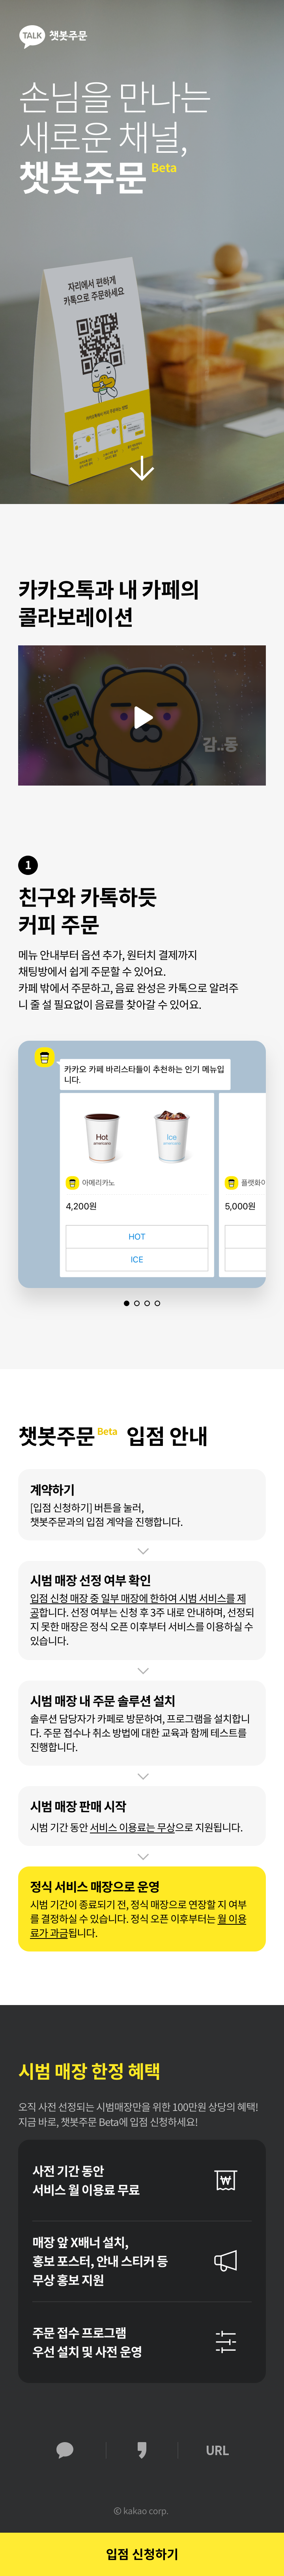 TALK 챗봇주문
손님을 만나는
새로운 채널,
챗봇주문 Beta
자리에서 편하게
카톡으로 주문하세요
카카오톡과 내 카페의
콜라보레이션
감..동
1
친구와 카톡하듯
커피 주문
메뉴 안내부터 옵션 추가, 원터치 결제까지
채팅방에서 쉽게 주문할 수 있어요.
카페 밖에서 주문하고, 음료 완성은 카톡으로 알려주
니 줄 설 필요없이 음료를 찾아갈 수 있어요.
카카오 카페 바리스타들이 추천하는 인기 메뉴입
니다.
Hot
americano
Ice
americano
아메리카노
플랫화이
4,200원
5,000원
HOT
ICE
챗봇주문 Beta 입점 안내
계약하기
[입점 신청하기] 버튼을 눌러,
챗봇주문과의 입점 계약을 진행합니다.
시범 매장 선정 여부 확인
입점 신청 매장 중 일부 매장에 한하여 시범 서비스를 제
공합니다. 선정 여부는 신청 후 3주 내로 안내하며, 선정되
지 못한 매장은 정식 오픈 이후부터 서비스를 이용하실 수
있습니다.
시범 매장 내 주문 솔루션 설치
솔루션 담당자가 카페로 방문하여, 프로그램을 설치합니
다. 주문 접수나 취소 방법에 대한 교육과 함께 테스트를
진행합니다.
시범 매장 판매 시작
시범 기간 동안 서비스 이용료는 무상으로 지원됩니다.
정식 서비스 매장으로 운영
시범 기간이 종료되기 전, 정식 매장으로 연장할 지 여부
를 결정하실 수 있습니다. 정식 오픈 이후부터는 월 이용
료가 과금됩니다.
시범 매장 한정 혜택
오직 사전 선정되는 시범매장만을 위한 100만원 상당의 혜택!
지금 바로, 챗봇주문 Beta에 입점 신청하세요!
사전 기간 동안
서비스 월 이용료 무료
매장 앞 X배너 설치,
홍보 포스터, 안내 스티커 등
무상 홍보 지원
주문 접수 프로그램
우선 설치 및 사전 운영
URL
© kakao corp.
입점 신청하기